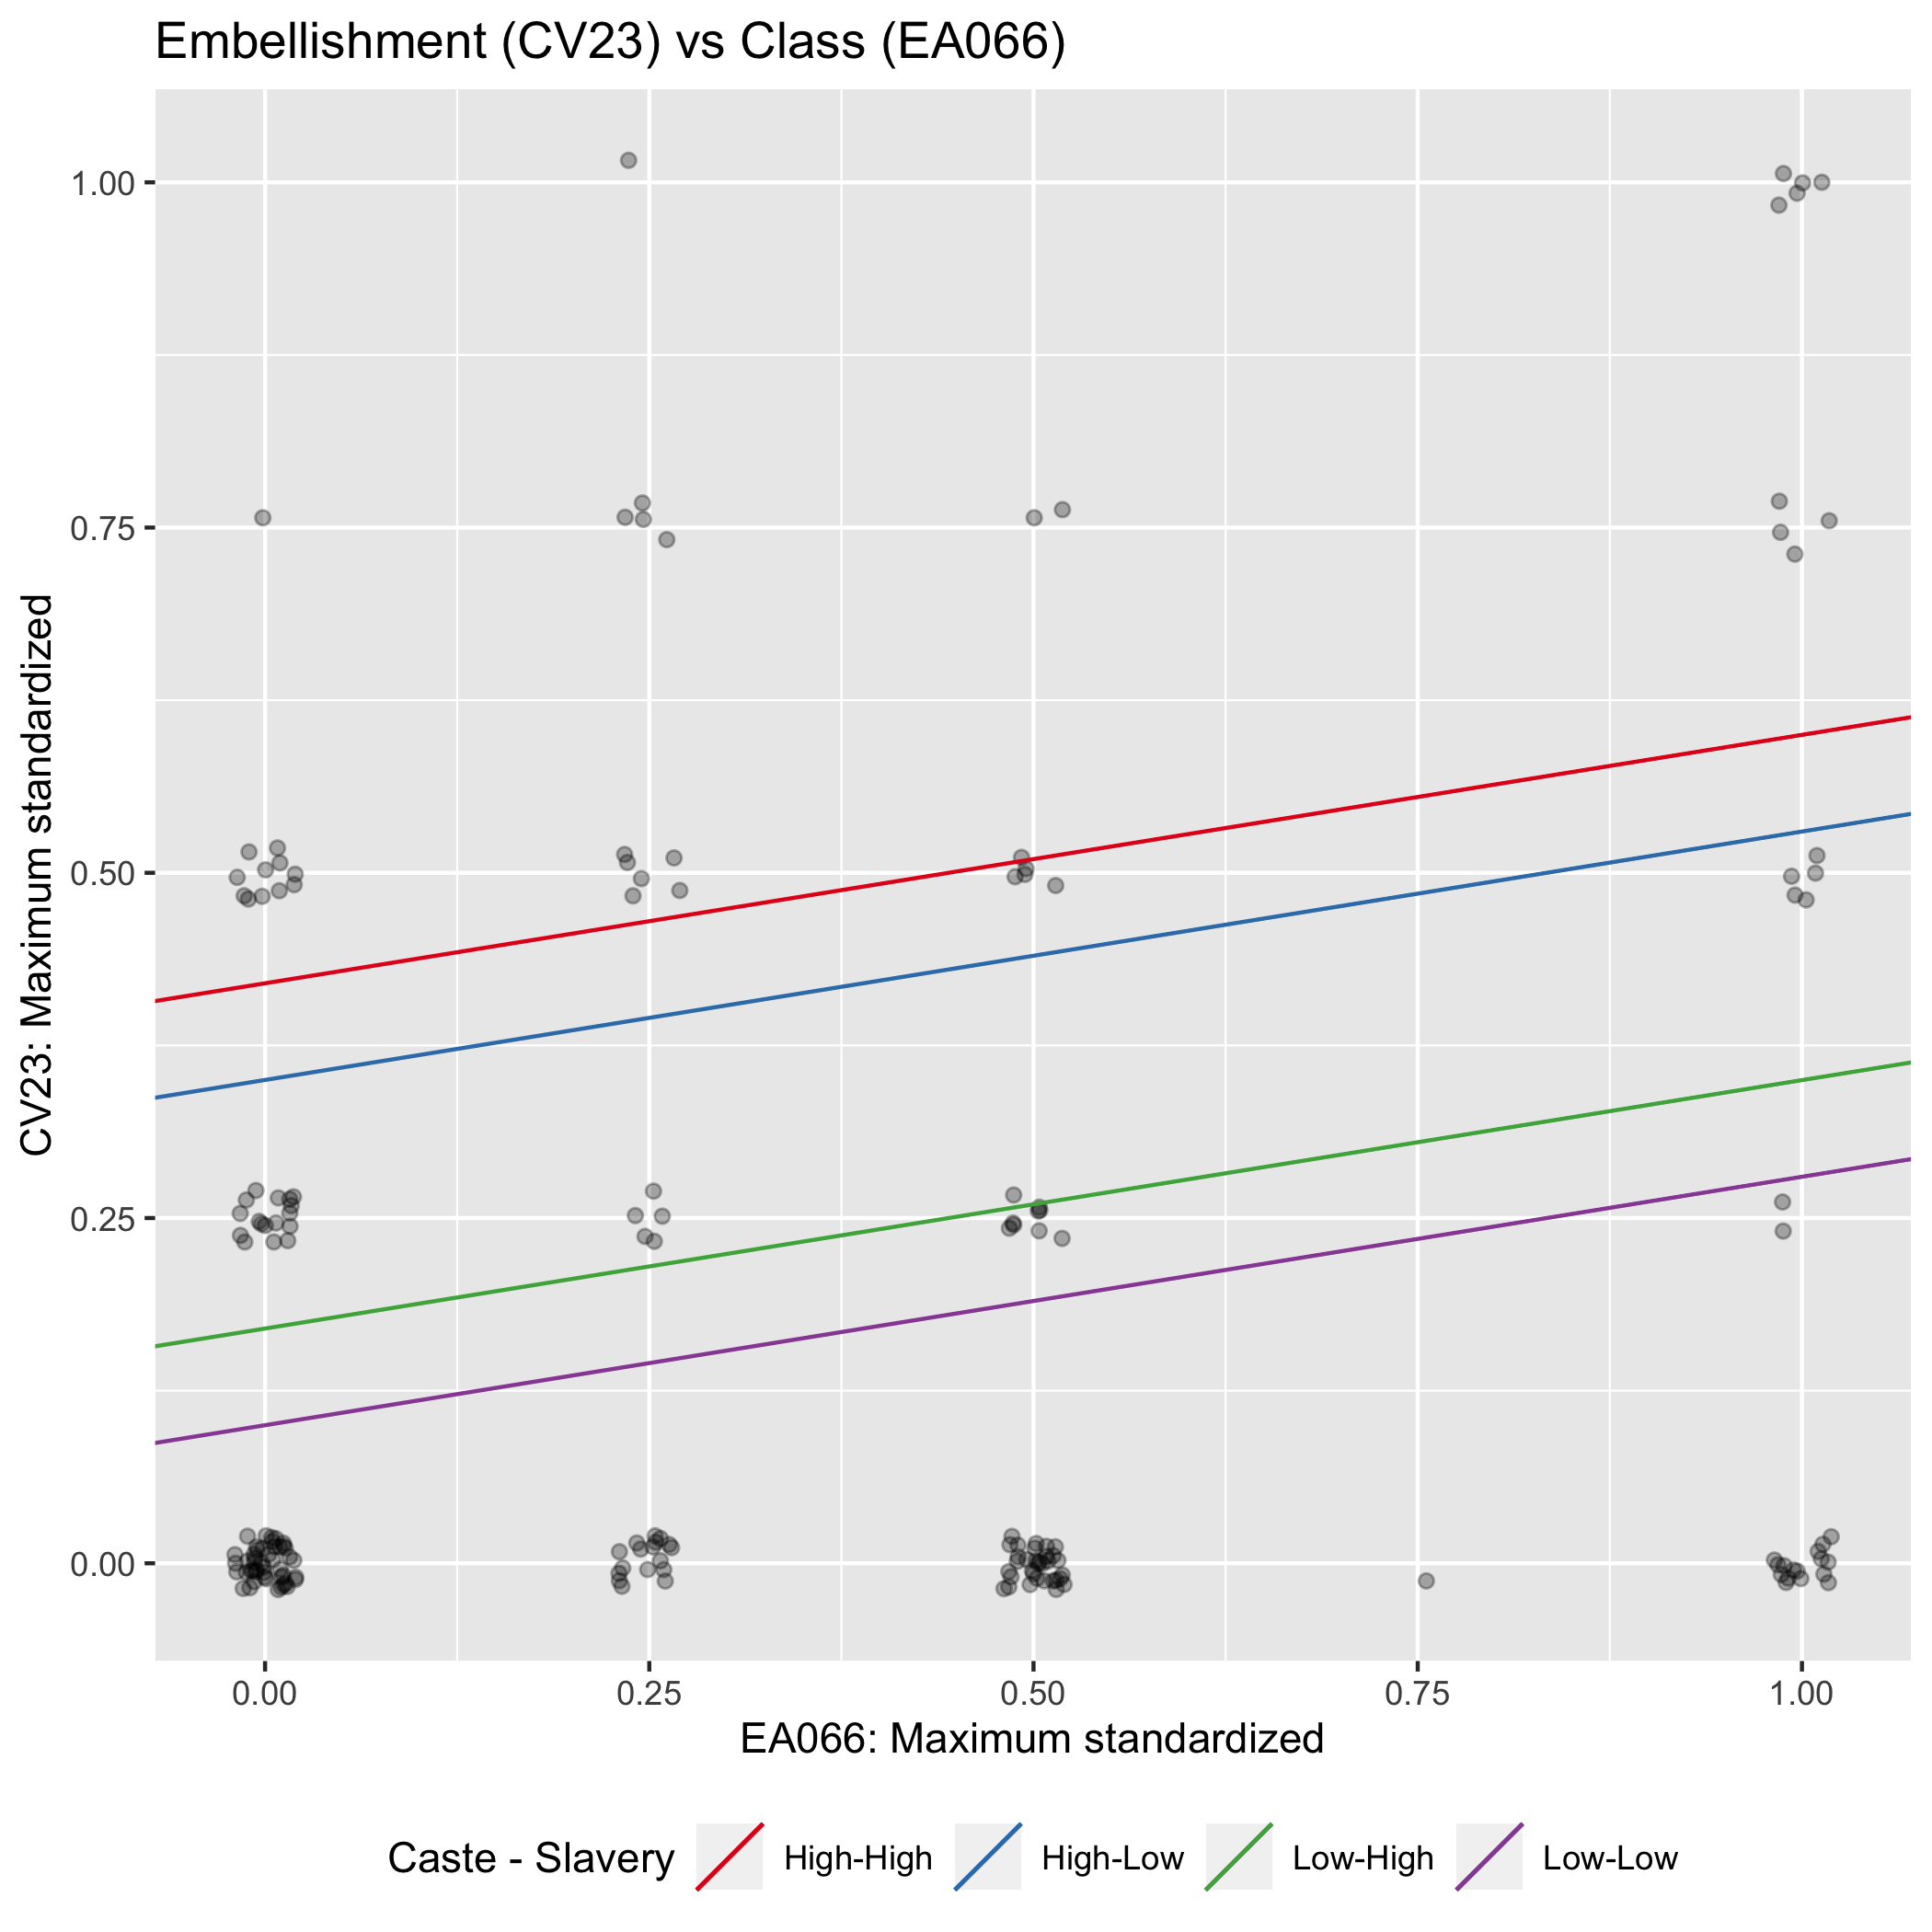 Embellishment (CV23) vs Class (EA066)
CV23: Maximum standardized
1.00
0.75
0.50
0.25
0.00
0.00 0.25 0.50 0.75 1.00
EA066: Maximum standardized
Caste - Slavery High-High High-Low Low-High Low-Low